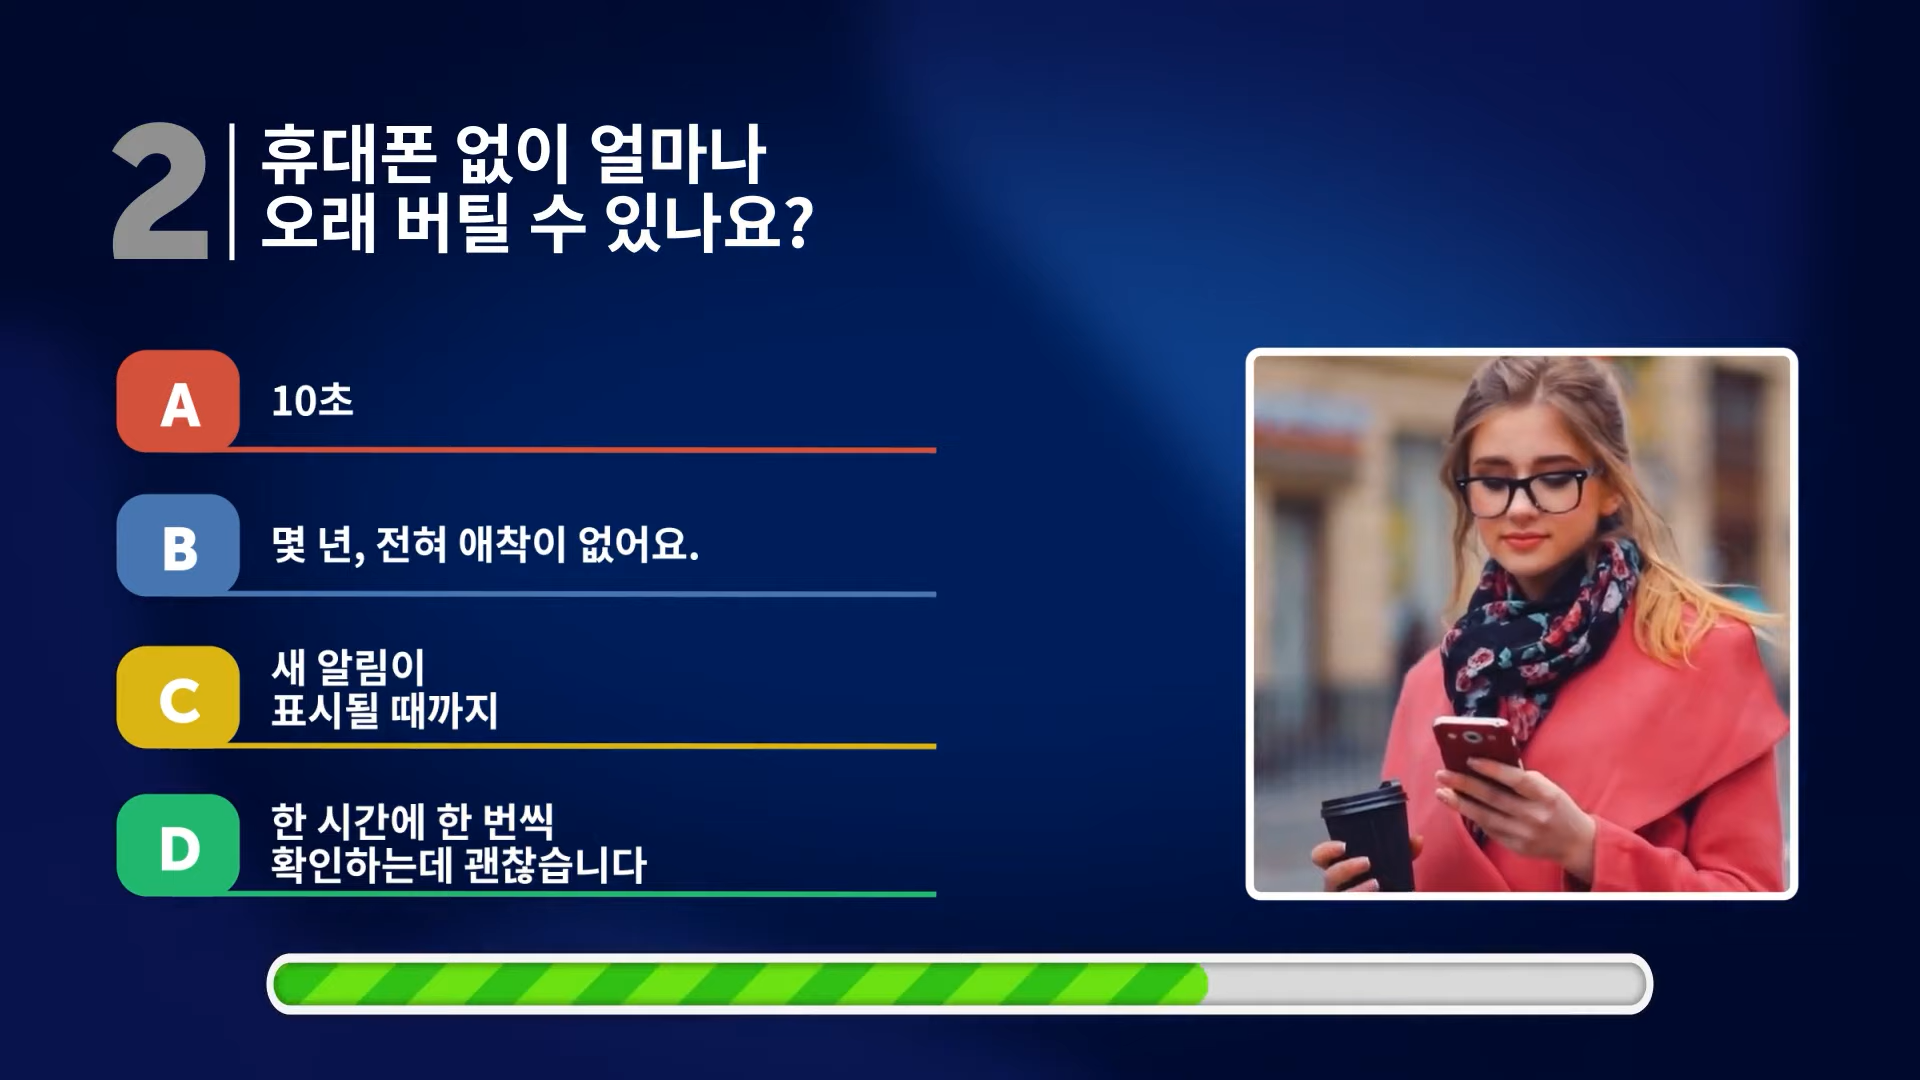 2
휴대폰 없이 얼마나
오래 버틸 수 있나요?
A
10초
B
몇 년, 전혀 애착이 없어요.
C
새 알림이
표시될 때까지
D
한 시간에 한 번씩
확인하는데 괜찮습니다